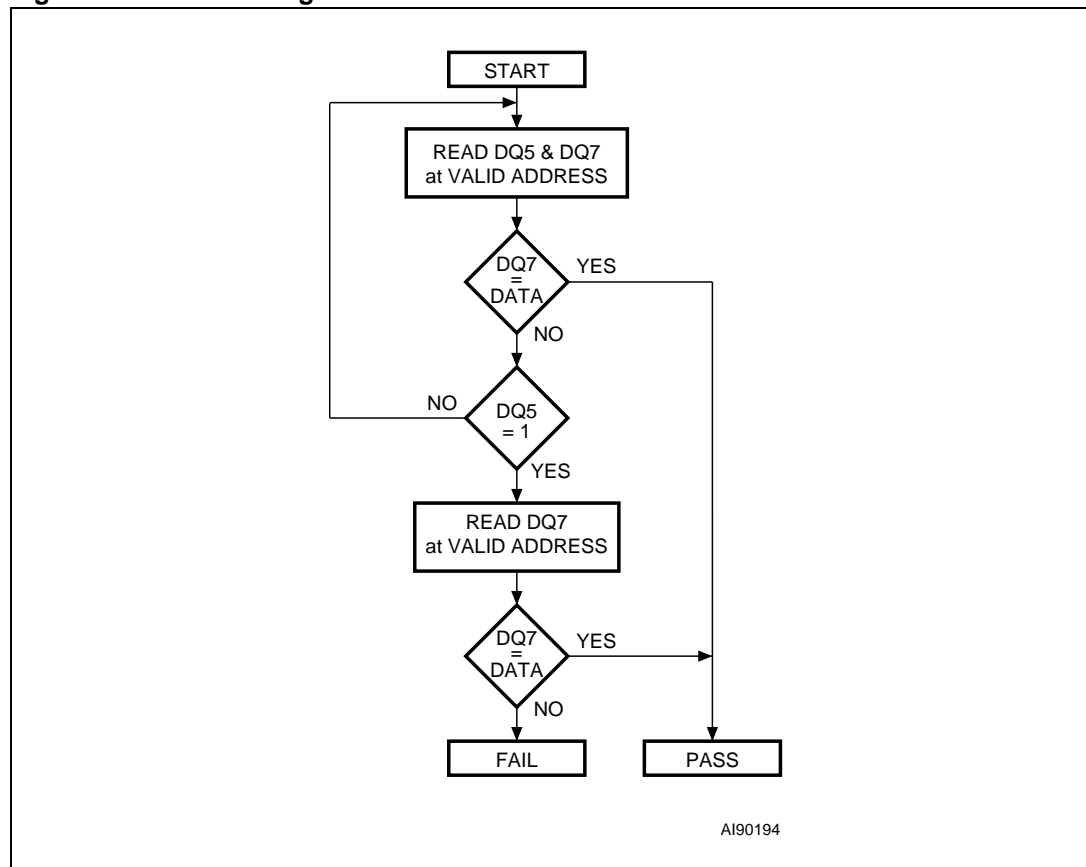 START
READ DQ5 & DQ7
at VALID ADDRESS
DQ7
=
DATA
YES
NO
DQ5
= 1
NO
YES
READ DQ7
at VALID ADDRESS
DQ7
=
DATA
YES
NO
FAIL
PASS
AI90194